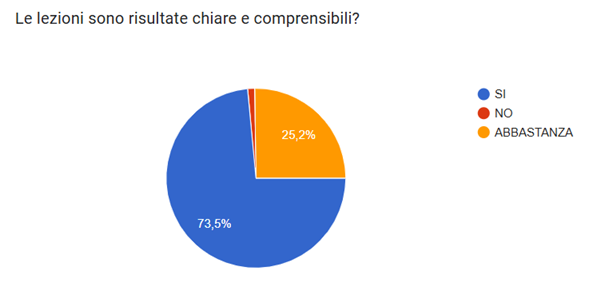 Le lezioni sono risultate chiare e comprensibili?
SI
NO
ABBASTANZA
25,2%
73,5%